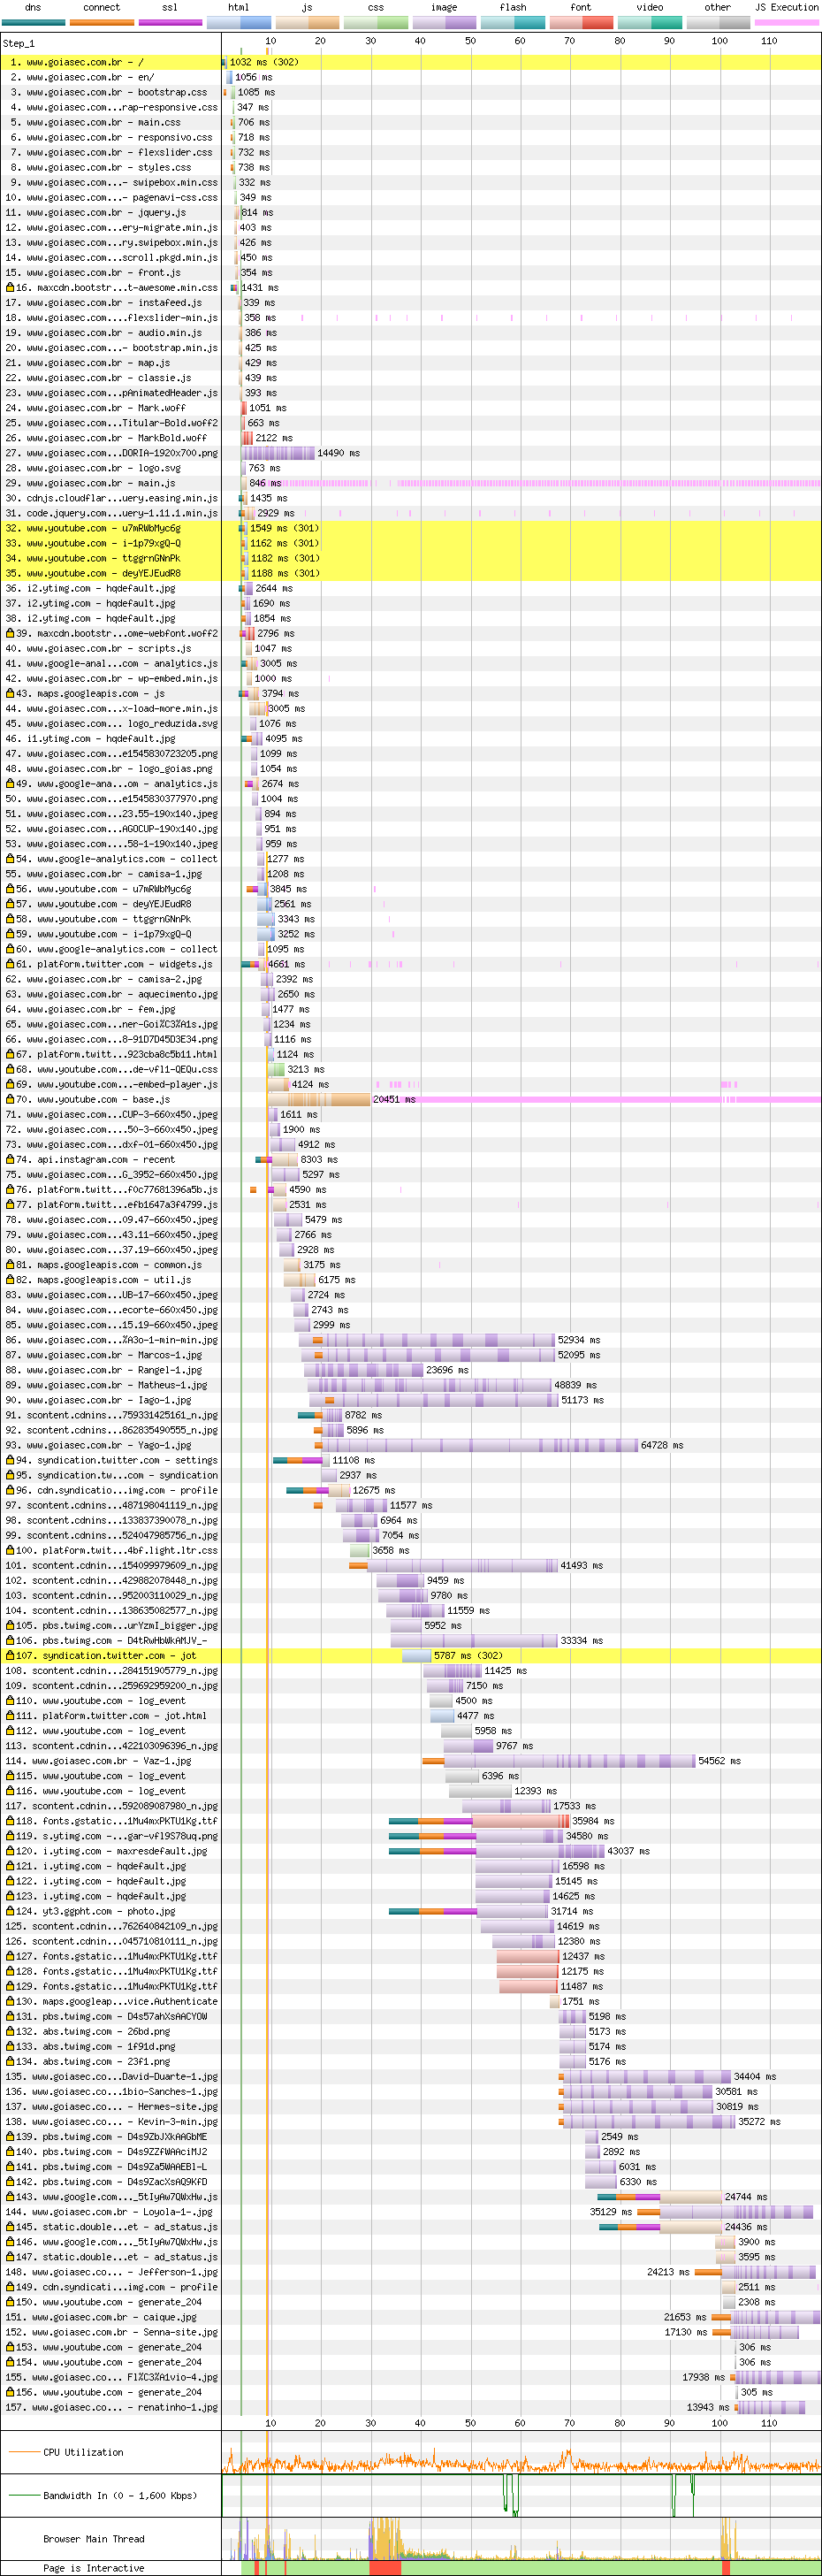 dns connect ssl html js css image flash font video other JS Execution
Step_1
10 20 30 40 50 60 70 80 90 100 110
1. www.goiasec.com.br - / 1032 ms (302)
2. www.goiasec.com.br - en/ 1056 ms
3. www.goiasec.com.br - bootstrap.css 1085 ms
4. www.goiasec.com...rap-responsive.css 347 ms
5. www.goiasec.com.br - main.css 706 ms
6. www.goiasec.com.br - responsivo.css 718 ms
7. www.goiasec.com.br - flexslider.css 732 ms
8. www.goiasec.com.br - styles.css 738 ms
9. www.goiasec.com...- swipebox.min.css 332 ms
10. www.goiasec.com...- pagenavi-css.css 349 ms
11. www.goiasec.com.br - jquery.js 814 ms
12. www.goiasec.com...ery-migrate.min.js 403 ms
13. www.goiasec.com...ry.swipebox.min.js 426 ms
14. www.goiasec.com...scroll.pkgd.min.js 450 ms
15. www.goiasec.com.br - front.js 354 ms
16. maxcdn.bootstr...t-awesome.min.css 1431 ms
17. www.goiasec.com.br - instafeed.js 339 ms
18. www.goiasec.com....flexslider-min.js 358 ms
19. www.goiasec.com.br - audio.min.js 386 ms
20. www.goiasec.com...- bootstrap.min.js 425 ms
21. www.goiasec.com.br - map.js 429 ms
22. www.goiasec.com.br - classie.js 439 ms
23. www.goiasec.com...pAnimatedHeader.js 393 ms
24. www.goiasec.com.br - Mark.woff 1051 ms
25. www.goiasec.com...Titular-Bold.woff2 663 ms
26. www.goiasec.com.br - MarkBold.woff 2122 ms
27. www.goiasec.com...DORIA-1920x700.png 14490 ms
28. www.goiasec.com.br - logo.svg 763 ms
29. www.goiasec.com.br - main.js 846 ms
30. cdnjs.cloudflar...uery.easing.min.js 1435 ms
31. code.jquery.com...uery-1.11.1.min.js 2929 ms
32. www.youtube.com - u7mRWbMyc6g 1549 ms (301)
33. www.youtube.com - i-1p79xgQ-Q 1162 ms (301)
34. www.youtube.com - ttggrnGNnPk 1182 ms (301)
35. www.youtube.com - deyYEJEudR8 1188 ms (301)
36. i2.ytimg.com - hqdefault.jpg 2644 ms
37. i2.ytimg.com - hqdefault.jpg 1690 ms
38. i2.ytimg.com - hqdefault.jpg 1854 ms
39. maxcdn.bootstr...ome-webfont.woff2 2796 ms
40. www.goiasec.com.br - scripts.js 1047 ms
41. www.google-anal...com - analytics.js 3005 ms
42. www.goiasec.com.br - wp-embed.min.js 1000 ms
43. maps.googleapis.com - js 3794 ms
44. www.goiasec.com...x-load-more.min.js 3005 ms
45. www.goiasec.com... logo_reduzida.svg 1076 ms
46. i1.ytimg.com - hqdefault.jpg 4095 ms
47. www.goiasec.com...e1545830723205.png 1099 ms
48. www.goiasec.com.br - logo_goias.png 1054 ms
49. www.google-ana...om - analytics.js 2674 ms
50. www.goiasec.com...e1545830377970.png 1004 ms
51. www.goiasec.com...23.55-190x140.jpeg 894 ms
52. www.goiasec.com...AGOCUP-190x140.jpg 951 ms
53. www.goiasec.com....58-1-190x140.jpeg 959 ms
54. www.google-analytics.com - collect 1277 ms
55. www.goiasec.com.br - camisa-1.jpg 1208 ms
56. www.youtube.com - u7mRWbMyc6g 3845 ms
57. www.youtube.com - deyYEJEudR8 2561 ms
58. www.youtube.com - ttggrnGNnPk 3343 ms
59. www.youtube.com - i-1p79xgQ-Q 3252 ms
60. www.google-analytics.com - collect 1095 ms
61. platform.twitter.com - widgets.js 4661 ms
62. www.goiasec.com.br - camisa-2.jpg 2392 ms
63. www.goiasec.com.br - aquecimento.jpg 2650 ms
64. www.goiasec.com.br - fem.jpg 1477 ms
65. www.goiasec.com...ner-Goi%C3%A1s.jpg 1234 ms
66. www.goiasec.com...8-91D7D45D3E34.png 1116 ms
67. platform.twitt...923cba8c5b11.html 1124 ms
68. www.youtube.com...de-vfl1-QEQu.css 3213 ms
69. www.youtube.com...-embed-player.js 4124 ms
70. www.youtube.com - base.js 20451 ms
71. www.goiasec.com...CUP-3-660x450.jpeg 1611 ms
72. www.goiasec.com....50-3-660x450.jpeg 1900 ms
73. www.goiasec.com...dxf-01-660x450.jpg 4912 ms
74. api.instagram.com - recent 8303 ms
75. www.goiasec.com...G_3952-660x450.jpg 5297 ms
76. platform.twitt...f0c77681396a5b.js 4590 ms
77. platform.twitt...efb1647a3f4799.js 2531 ms
78. www.goiasec.com...09.47-660x450.jpeg 5479 ms
79. www.goiasec.com...43.11-660x450.jpeg 2766 ms
80. www.goiasec.com...37.19-660x450.jpeg 2928 ms
81. maps.googleapis.com - common.js 3175 ms
82. maps.googleapis.com - util.js 6175 ms
83. www.goiasec.com...UB-17-660x450.jpeg 2724 ms
84. www.goiasec.com...ecorte-660x450.jpg 2743 ms
85. www.goiasec.com...15.19-660x450.jpeg 2999 ms
86. www.goiasec.com...%A3o-1-min-min.jpg 52934 ms
87. www.goiasec.com.br - Marcos-1.jpg 52095 ms
88. www.goiasec.com.br - Rangel-1.jpg 23696 ms
89. www.goiasec.com.br - Matheus-1.jpg 48839 ms
90. www.goiasec.com.br - Iago-1.jpg 51173 ms
91. scontent.cdnins...759331425161_n.jpg 8782 ms
92. scontent.cdnins...862835490555_n.jpg 5896 ms
93. www.goiasec.com.br - Yago-1.jpg 64728 ms
94. syndication.twitter.com - settings 11108 ms
95. syndication.tw...com - syndication 2937 ms
96. cdn.syndicatio...img.com - profile 12675 ms
97. scontent.cdnins...487198041119_n.jpg 11577 ms
98. scontent.cdnins...133837390078_n.jpg 6964 ms
99. scontent.cdnins...524047985756_n.jpg 7054 ms
100. platform.twit...4bf.light.ltr.css 3658 ms
101. scontent.cdnin...154099979609_n.jpg 41493 ms
102. scontent.cdnin...429882078448_n.jpg 9459 ms
103. scontent.cdnin...952003110029_n.jpg 9780 ms
104. scontent.cdnin...138635082577_n.jpg 11559 ms
105. pbs.twimg.com...urYzmI_bigger.jpg 5952 ms
106. pbs.twimg.com - D4tRwHbWkAMJV_- 33334 ms
107. syndication.twitter.com - jot 5787 ms (302)
108. scontent.cdnin...284151905779_n.jpg 11425 ms
109. scontent.cdnin...259692959200_n.jpg 7150 ms
110. www.youtube.com - log_event 4500 ms
111. platform.twitter.com - jot.html 4477 ms
112. www.youtube.com - log_event 5958 ms
113. scontent.cdnin...422103096396_n.jpg 9767 ms
114. www.goiasec.com.br - Vaz-1.jpg 54562 ms
115. www.youtube.com - log_event 6396 ms
116. www.youtube.com - log_event 12393 ms
117. scontent.cdnin...592089087980_n.jpg 17533 ms
118. fonts.gstatic...1Mu4mxPKTU1Kg.ttf 35984 ms
119. s.ytimg.com -...gar-vfl9S78uq.png 34580 ms
120. i.ytimg.com - maxresdefault.jpg 43037 ms
121. i.ytimg.com - hqdefault.jpg 16598 ms
122. i.ytimg.com - hqdefault.jpg 15145 ms
123. i.ytimg.com - hqdefault.jpg 14625 ms
124. yt3.ggpht.com - photo.jpg 31714 ms
125. scontent.cdnin...762640842109_n.jpg 14619 ms
126. scontent.cdnin...045710810111_n.jpg 12380 ms
127. fonts.gstatic...1Mu4mxPKTU1Kg.ttf 12437 ms
128. fonts.gstatic...1Mu4mxPKTU1Kg.ttf 12175 ms
129. fonts.gstatic...1Mu4mxPKTU1Kg.ttf 11487 ms
130. maps.googleap...vice.Authenticate 1751 ms
131. pbs.twimg.com - D4s57ahXsAACYOW 5198 ms
132. abs.twimg.com - 26bd.png 5173 ms
133. abs.twimg.com - 1f91d.png 5174 ms
134. abs.twimg.com - 23f1.png 5176 ms
135. www.goiasec.co...David-Duarte-1.jpg 34404 ms
136. www.goiasec.co...1bio-Sanches-1.jpg 30581 ms
137. www.goiasec.co... - Hermes-site.jpg 30819 ms
138. www.goiasec.co... - Kevin-3-min.jpg 35272 ms
139. pbs.twimg.com - D4s9ZbJXkAAGbME 2549 ms
140. pbs.twimg.com - D4s9ZZfWAAciMJ2 2892 ms
141. pbs.twimg.com - D4s9Za5WAAEBl-L 6031 ms
142. pbs.twimg.com - D4s9ZacXsAQ9KfD 6330 ms
143. www.google.com..._5tIyAw7QWxHw.js 24744 ms
144. www.goiasec.com.br - Loyola-1-.jpg 35129 ms
145. static.double...et - ad_status.js 24436 ms
146. www.google.com..._5tIyAw7QWxHw.js 3900 ms
147. static.double...et - ad_status.js 3595 ms
148. www.goiasec.co... - Jefferson-1.jpg 24213 ms
149. cdn.syndicati...img.com - profile 2511 ms
150. www.youtube.com - generate_204 2308 ms
151. www.goiasec.com.br - caique.jpg 21653 ms
152. www.goiasec.com.br - Senna-site.jpg 17130 ms
153. www.youtube.com - generate_204 306 ms
154. www.youtube.com - generate_204 306 ms
155. www.goiasec.co... Fl%C3%A1vio-4.jpg 17938 ms
156. www.youtube.com - generate_204 305 ms
157. www.goiasec.co... - renatinho-1.jpg 13943 ms
10 20 30 40 50 60 70 80 90 100 110
CPU Utilization
Bandwidth In (0 - 1,600 Kbps)
Browser Main Thread
Page is Interactive